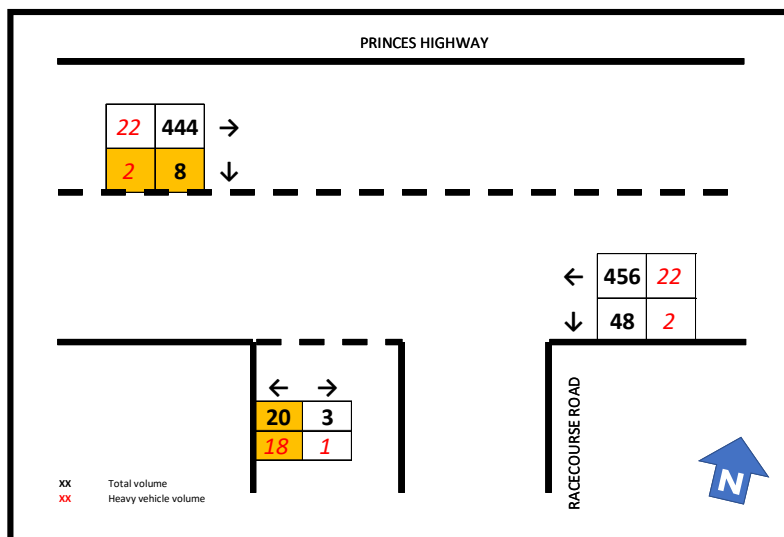 PRINCES HIGHWAY
22 444 →
2 8 ↓
← 456 22
↓ 48 2
← →
20 3
18 1
RACECOURSE ROAD
XX Total volume
XX Heavy vehicle volume
N